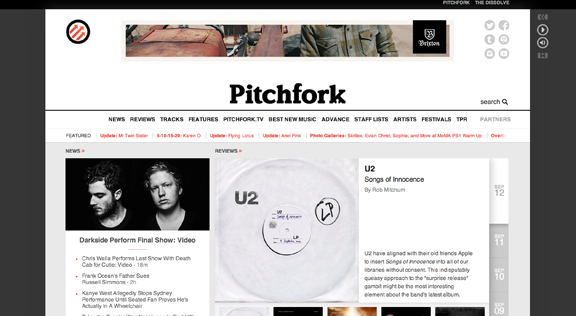 PITCHFORK THE DISSOLVE
Brixton
Pitchfork
search
NEWS REVIEWS TRACKS FEATURES PITCHFORK.TV BEST NEW MUSIC ADVANCE STAFF LISTS ARTISTS FESTIVALS TPR PARTNERS
FEATURED Update: Mr Twin Sister 5-10-15-20: Karen O Update: Flying Lotus Update: Ariel Pink Photo Galleries: Skrillex, Evan Christ, Sophie, and More at MoMA PS1 Warm Up
NEWS »
REVIEWS »
Darkside Perform Final Show: Video
Chris Walla Performs Last Show With Death
Cab for Cutie: Video - 18m
Frank Ocean's Father Sues
Russell Simmons - 2h
Kanye West Allegedly Stops Sydney
Performance Until Seated Fan Proves He's
Actually in A Wheelchair
U2
U2
LP
U2
Songs of Innocence
By Rob Mitchum
U2 have aligned with their old friends Apple
to insert Songs of Innocence into all of our
libraries without consent. This indisputably
queasy approach to the "surprise release"
gambit might be the most interesting
element about the band's latest album.
SEP
12
SEP
11
SEP
10
SEP
09